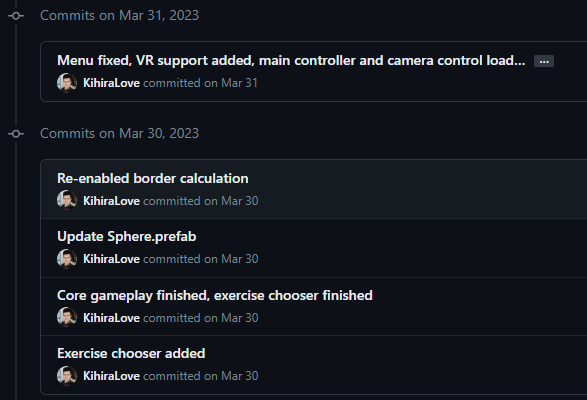 Commits on Mar 31, 2023
Menu fixed, VR support added, main controller and camera control load... ...
KihiraLove committed on Mar 31
Commits on Mar 30, 2023
Re-enabled border calculation
KihiraLove committed on Mar 30
Update Sphere.prefab
KihiraLove committed on Mar 30
Core gameplay finished, exercise chooser finished
KihiraLove committed on Mar 30
Exercise chooser added
KihiraLove committed on Mar 30